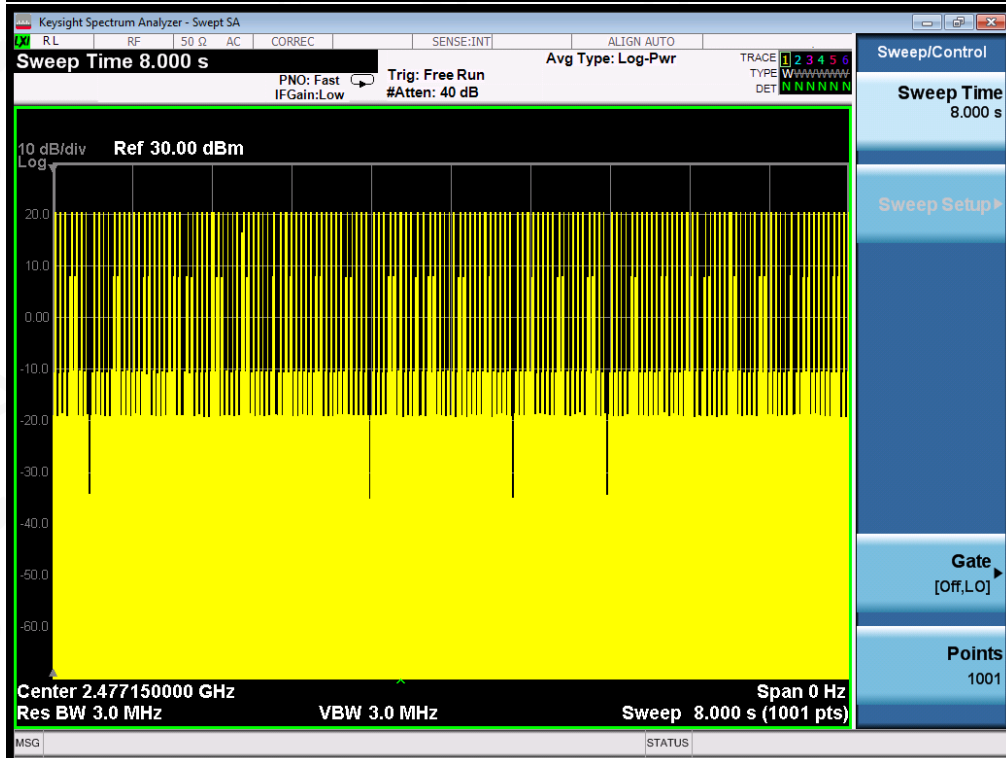 Keysight Spectrum Analyzer - Swept SA
LXI RL RF 50 Ω AC CORREC SENSE:INT ALIGN AUTO
Sweep Time 8.000 s
PNO: Fast
IFGain:Low
Trig: Free Run
#Atten: 40 dB
Avg Type: Log-Pwr
TRACE 1 2 3 4 5 6
TYPE WWWWWW
DET N N N N N N
10 dB/div Ref 30.00 dBm
Log
20.0
10.0
0.00
-10.0
-20.0
-30.0
-40.0
-50.0
-60.0
Center 2.477150000 GHz Span 0 Hz
Res BW 3.0 MHz VBW 3.0 MHz Sweep 8.000 s (1001 pts)
MSG STATUS
Sweep/Control
Sweep Time
8.000 s
Sweep Setup
Gate
[Off,LO]
Points
1001